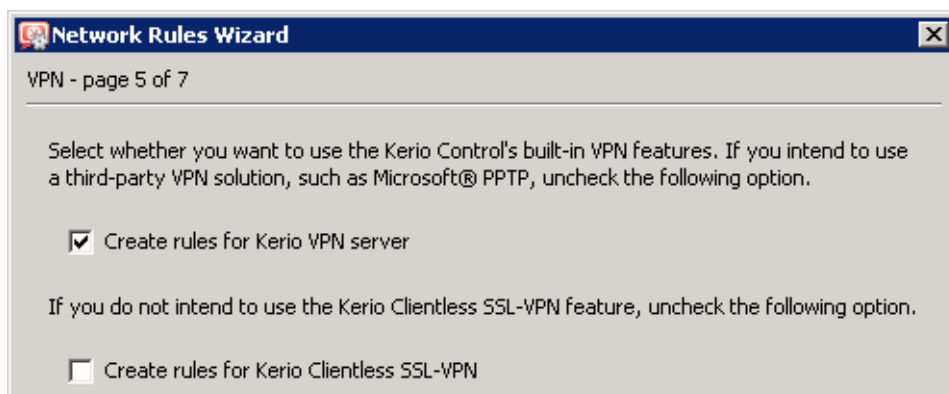 Network Rules Wizard
VPN - page 5 of 7
Select whether you want to use the Kerio Control's built-in VPN features. If you intend to use
a third-party VPN solution, such as Microsoft® PPTP, uncheck the following option.
Create rules for Kerio VPN server
If you do not intend to use the Kerio Clientless SSL-VPN feature, uncheck the following option.
Create rules for Kerio Clientless SSL-VPN